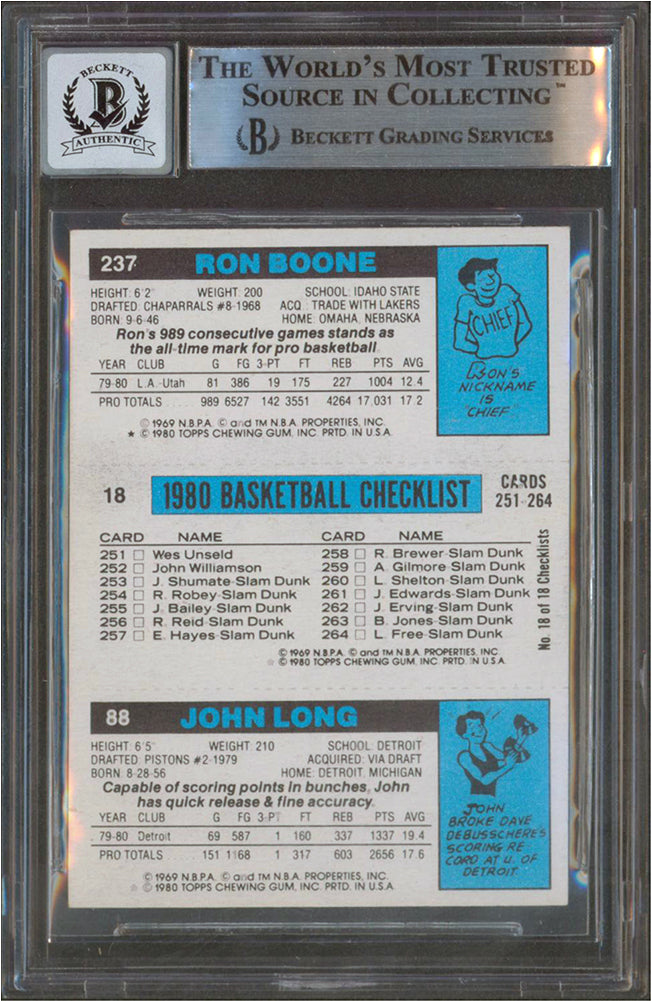 BECKETT
B
AUTHENTIC
THE WORLD'S MOST TRUSTED
SOURCE IN COLLECTING™
B BECKETT GRADING SERVICES
237 RON BOONE
HEIGHT: 6'2" WEIGHT: 200 SCHOOL: IDAHO STATE
DRAFTED: CHAPARRALS #8-1968 ACQ.: TRADE WITH LAKERS
BORN: 9-6-46 HOME: OMAHA, NEBRASKA
Ron's 989 consecutive games stands as
the all-time mark for pro basketball.
YEAR CLUB G FG 3-PT FT REB PTS AVG
79-80 L.A.-Utah 81 386 19 175 227 1004 12.4
PRO TOTALS 989 6527 142 3551 4264 17,031 17.2
© 1969 N.B.P.A. © and TM N.B.A. PROPERTIES, INC.
★ © 1980 TOPPS CHEWING GUM, INC. PRTD. IN U.S.A.
CHIEF
RON'S
NICKNAME
IS
"CHIEF"
18 1980 BASKETBALL CHECKLIST CARDS
251-264
CARD NAME CARD NAME
251 □ Wes Unseld 258 □ R. Brewer-Slam Dunk
252 □ John Williamson 259 □ A. Gilmore-Slam Dunk
253 □ J. Shumate-Slam Dunk 260 □ L. Shelton-Slam Dunk
254 □ R. Robey-Slam Dunk 261 □ J. Edwards-Slam Dunk
255 □ J. Bailey-Slam Dunk 262 □ J. Erving-Slam Dunk
256 □ R. Reid-Slam Dunk 263 □ B. Jones-Slam Dunk
257 □ E. Hayes-Slam Dunk 264 □ L. Free-Slam Dunk
No. 18 of 18 Checklists
© 1969 N.B.P.A. © and TM N.B.A. PROPERTIES, INC.
☆ © 1980 TOPPS CHEWING GUM, INC. PRTD. IN U.S.A.
88 JOHN LONG
HEIGHT: 6'5" WEIGHT: 210 SCHOOL: DETROIT
DRAFTED: PISTONS #2-1979 ACQUIRED: VIA DRAFT
BORN: 8-28-56 HOME: DETROIT, MICHIGAN
Capable of scoring points in bunches, John
has quick release & fine accuracy.
YEAR CLUB G FG 3-PT FT REB PTS AVG
79-80 Detroit 69 587 1 160 337 1337 19.4
PRO TOTALS 151 1168 1 317 603 2656 17.6
© 1969 N.B.P.A. © and TM N.B.A. PROPERTIES, INC.
☆ © 1980 TOPPS CHEWING GUM, INC. PRTD. IN U.S.A.
JOHN
BROKE DAVE
DEBUSSCHERE'S
SCORING RE-
CORD AT U. OF
DETROIT.